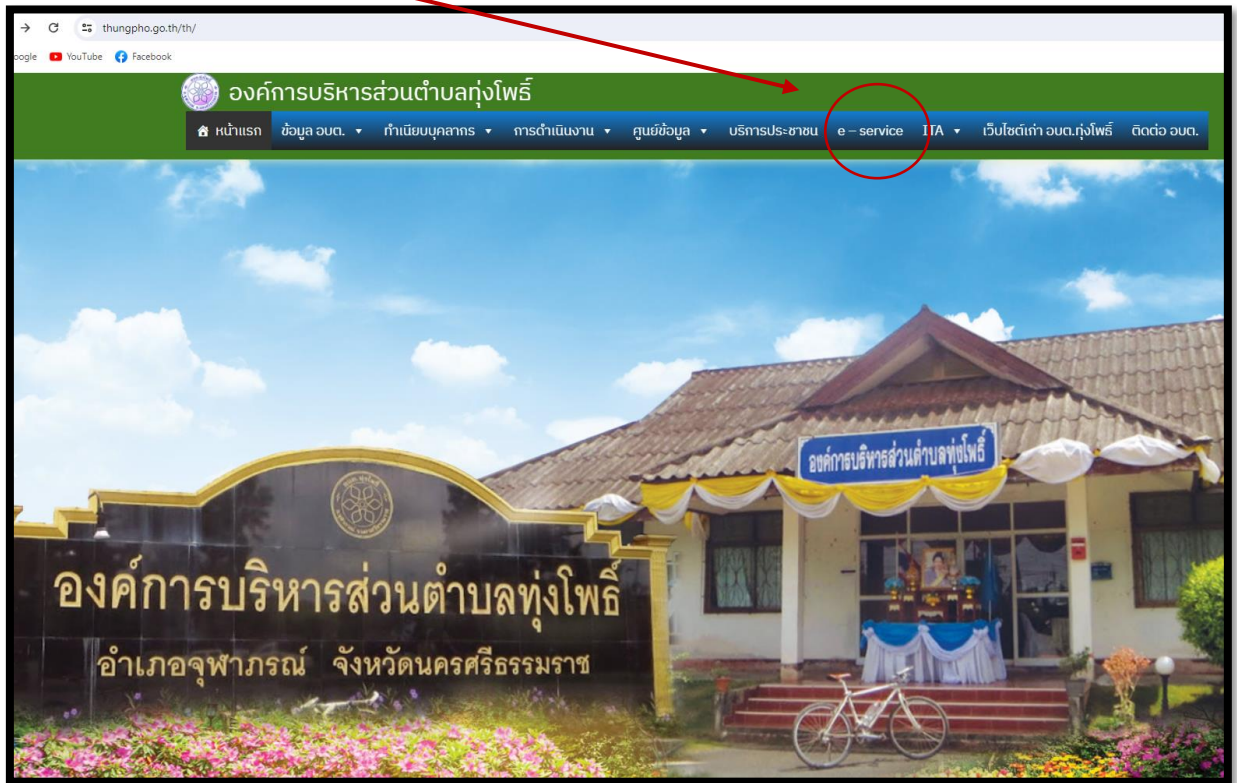 thungpho.go.th/th/
oogle YouTube Facebook
องค์การบริหารส่วนตำบลทุ่งโพธิ์
หน้าแรก ข้อมูล อบต. ทำเนียบบุคลากร การดำเนินงาน ศูนย์ข้อมูล บริการประชาชน e – service ITA เว็บไซต์เก่า อบต.ทุ่งโพธิ์ ติดต่อ อบต.
องค์การบริหารส่วนตำบลทุ่งโพธิ์
องค์การบริหารส่วนตำบลทุ่งโพธิ์
อำเภอจุฬาภรณ์ จังหวัดนครศรีธรรมราช